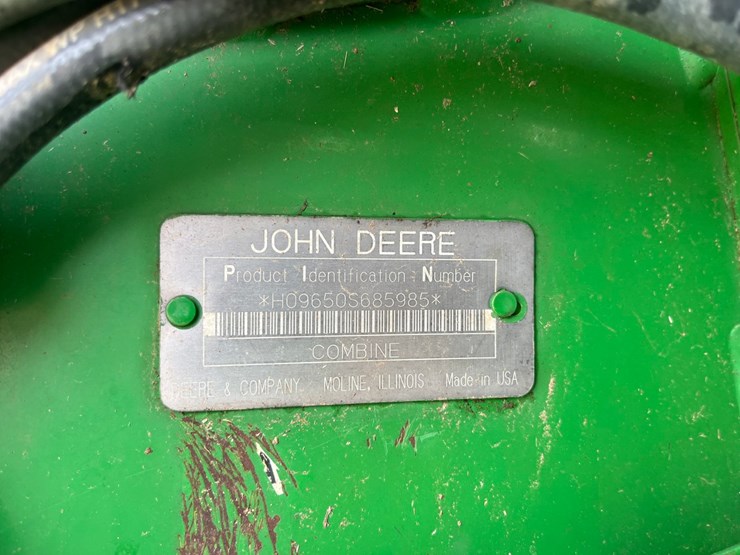 JOHN DEERE
Product Identification Number
*H09650S685985*
COMBINE
DEERE & COMPANY MOLINE, ILLINOIS Made in USA